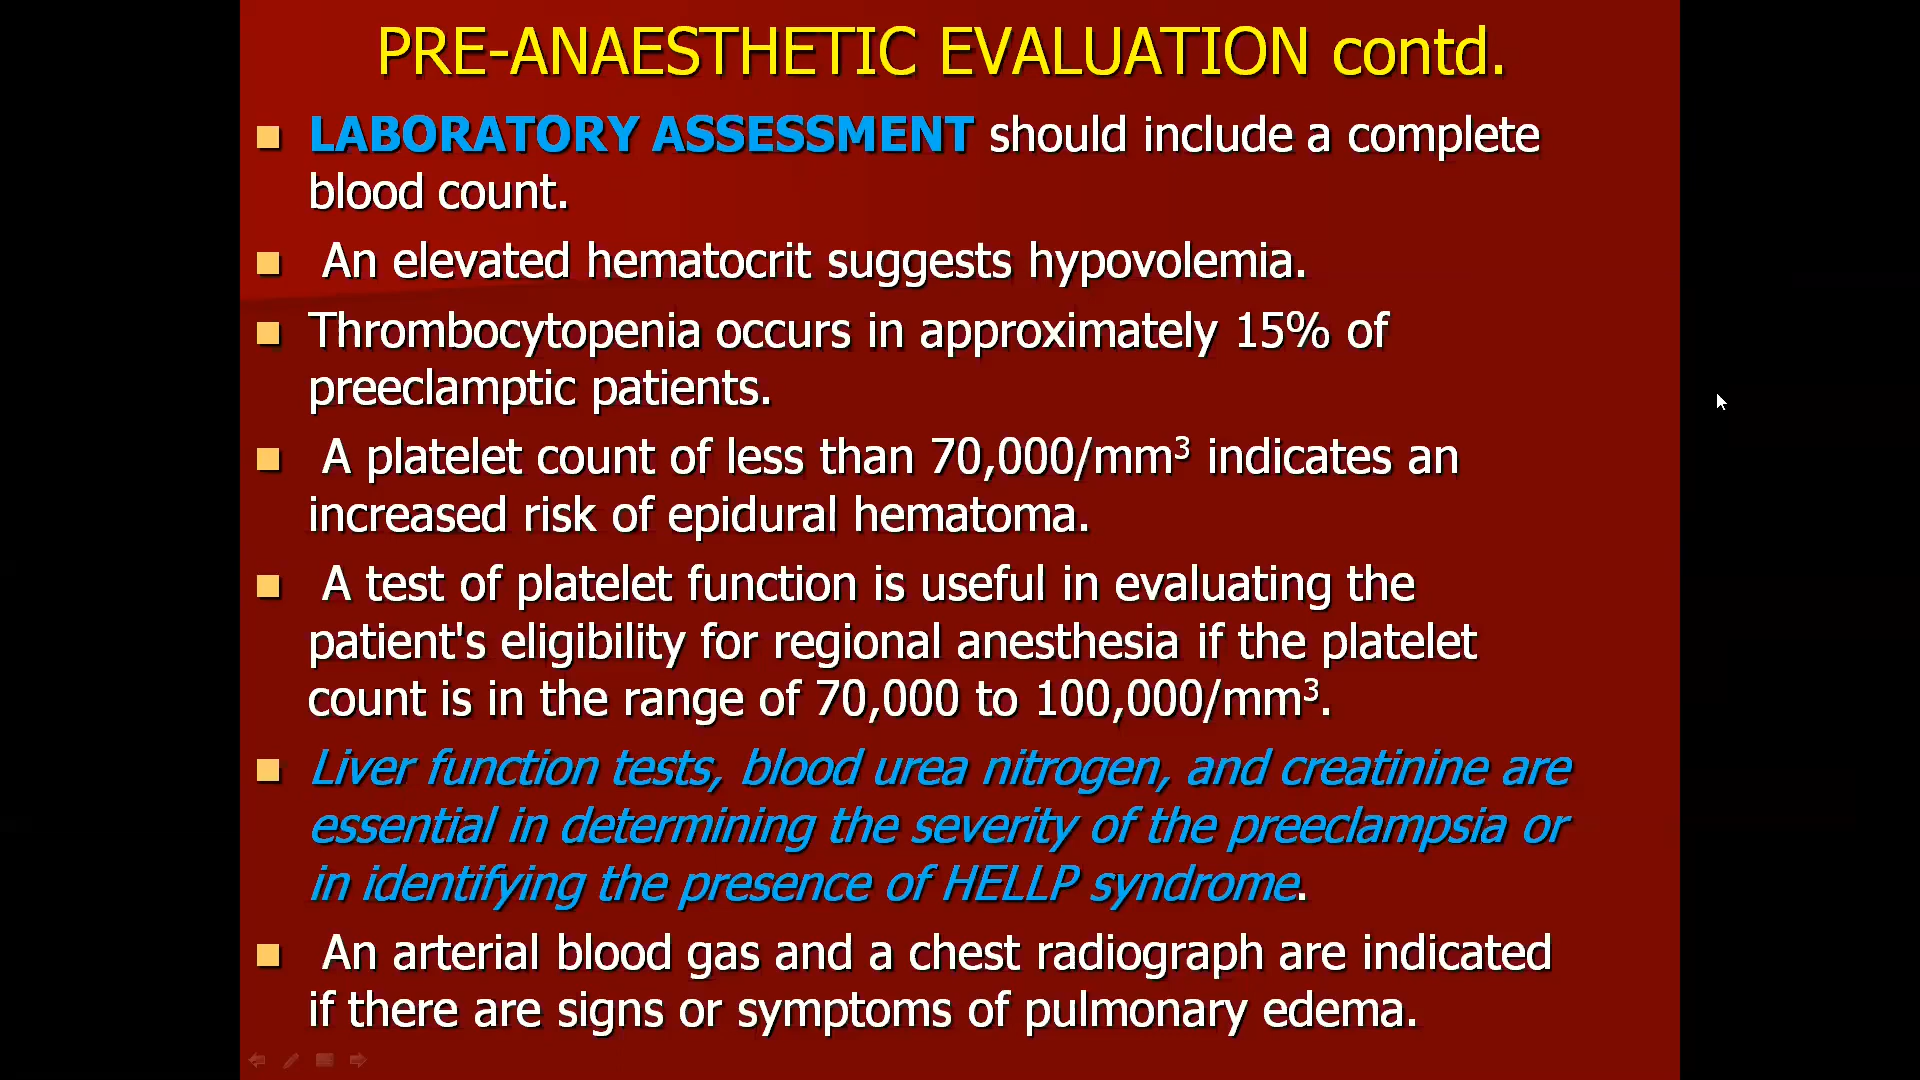 PRE-ANAESTHETIC EVALUATION contd.
LABORATORY ASSESSMENT should include a complete
blood count.
An elevated hematocrit suggests hypovolemia.
Thrombocytopenia occurs in approximately 15% of
preeclamptic patients.
A platelet count of less than 70,000/mm³ indicates an
increased risk of epidural hematoma.
A test of platelet function is useful in evaluating the
patient's eligibility for regional anesthesia if the platelet
count is in the range of 70,000 to 100,000/mm³.
Liver function tests, blood urea nitrogen, and creatinine are
essential in determining the severity of the preeclampsia or
in identifying the presence of HELLP syndrome.
An arterial blood gas and a chest radiograph are indicated
if there are signs or symptoms of pulmonary edema.